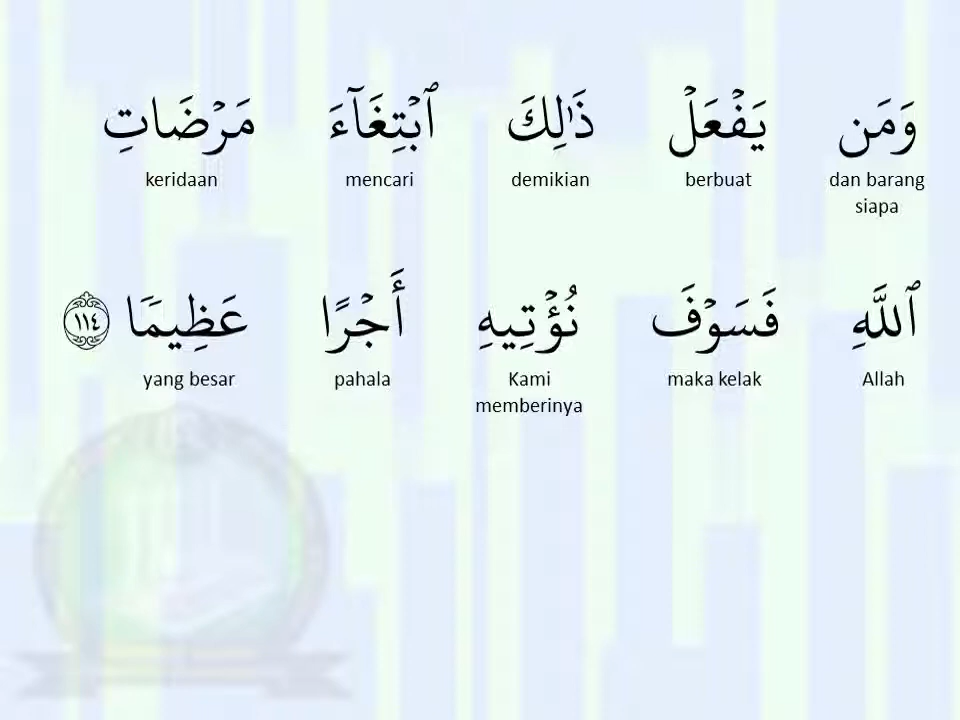 وَمَن يَفْعَلْ ذَٰلِكَ ٱبْتِغَآءَ مَرْضَاتِ
dan barang siapa berbuat demikian mencari keridaan
ٱللَّهِ فَسَوْفَ نُؤْتِيهِ أَجْرًا عَظِيمًا ١١٤
Allah maka kelak Kami memberinya pahala yang besar